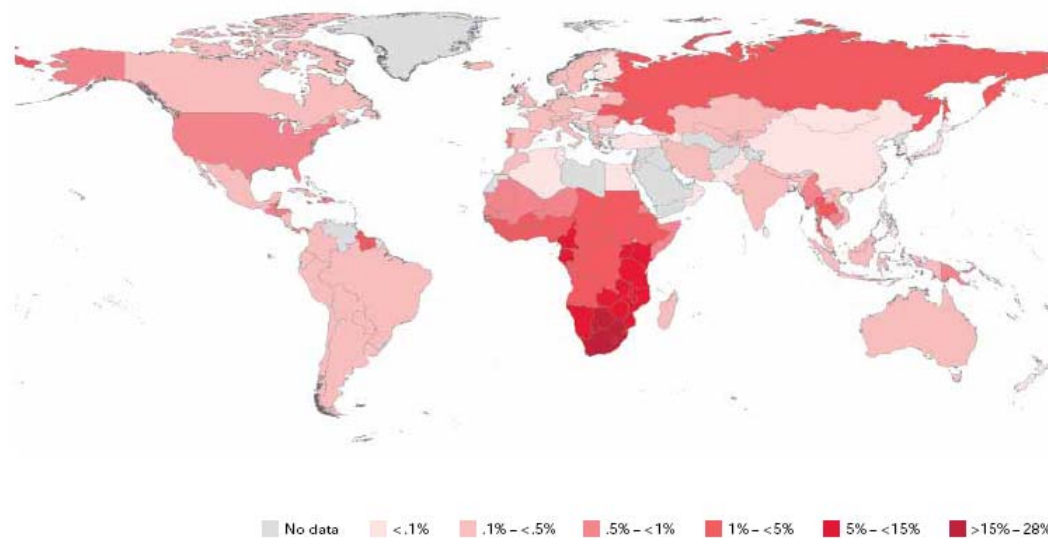 No data <.1% .1% – <.5% .5% – <1% 1% – <5% 5% – <15% >15% – 28%